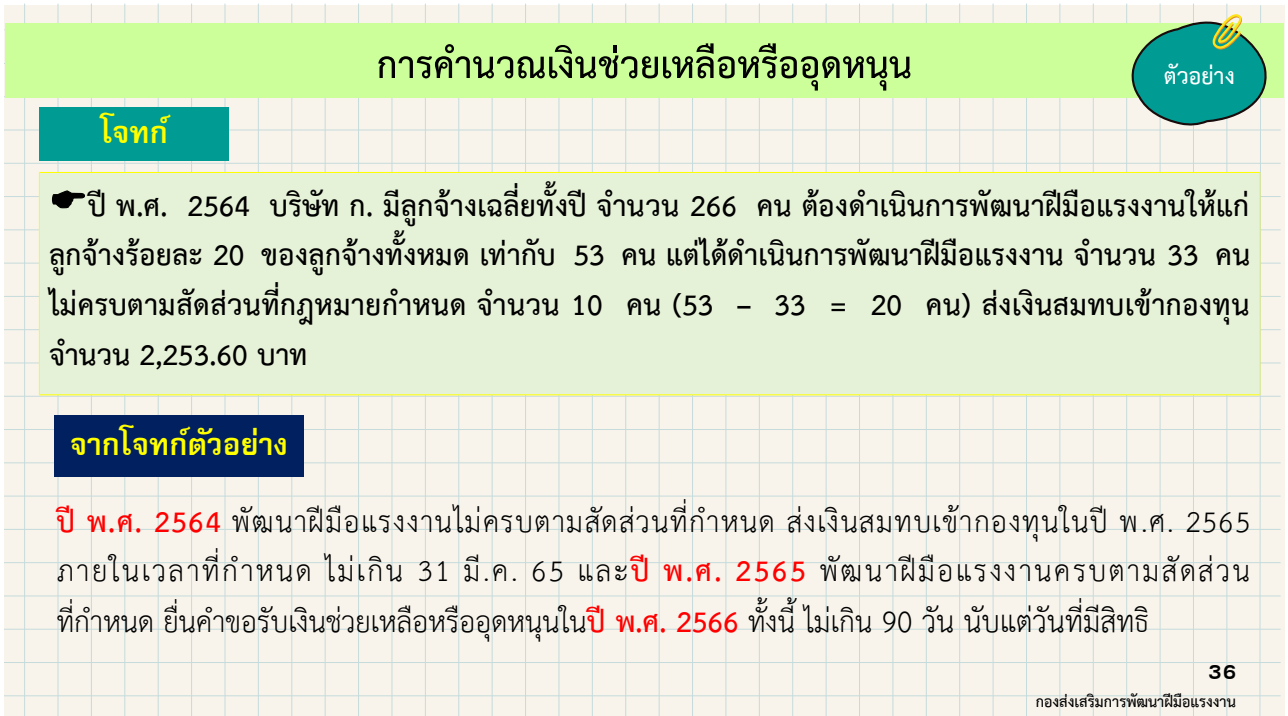 การคำนวณเงินช่วยเหลือหรืออุดหนุน
ตัวอย่าง
โจทก์
☛ปี พ.ศ. 2564 บริษัท ก. มีลูกจ้างเฉลี่ยทั้งปี จำนวน 266 คน ต้องดำเนินการพัฒนาฝีมือแรงงานให้แก่
ลูกจ้างร้อยละ 20 ของลูกจ้างทั้งหมด เท่ากับ 53 คน แต่ได้ดำเนินการพัฒนาฝีมือแรงงาน จำนวน 33 คน
ไม่ครบตามสัดส่วนที่กฎหมายกำหนด จำนวน 10 คน (53 – 33 = 20 คน) ส่งเงินสมทบเข้ากองทุน
จำนวน 2,253.60 บาท
จากโจทก์ตัวอย่าง
ปี พ.ศ. 2564 พัฒนาฝีมือแรงงานไม่ครบตามสัดส่วนที่กำหนด ส่งเงินสมทบเข้ากองทุนในปี พ.ศ. 2565
ภายในเวลาที่กำหนด ไม่เกิน 31 มี.ค. 65 และปี พ.ศ. 2565 พัฒนาฝีมือแรงงานครบตามสัดส่วน
ที่กำหนด ยื่นคำขอรับเงินช่วยเหลือหรืออุดหนุนในปี พ.ศ. 2566 ทั้งนี้ ไม่เกิน 90 วัน นับแต่วันที่มีสิทธิ
36
กองส่งเสริมการพัฒนาฝีมือแรงงาน